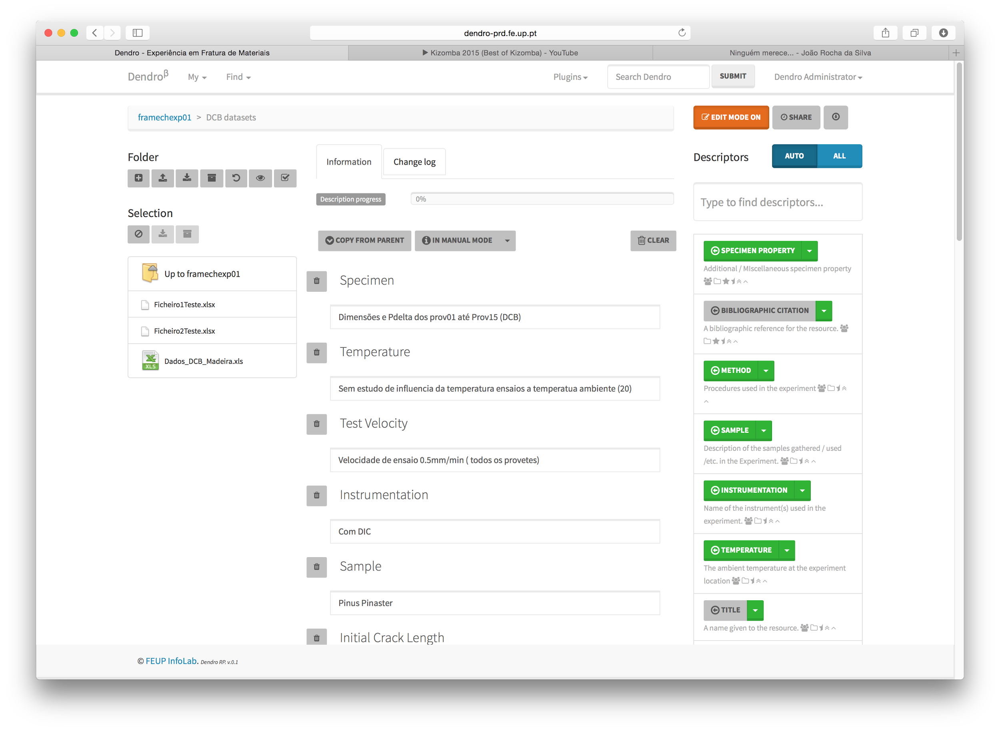 dendro-prd.fe.up.pt
Dendro - Experiência em Fratura de Materiais
▶ Kizomba 2015 (Best of Kizomba) - YouTube
Ninguém merece... - João Rocha da Silva
Dendroβ
My
Find
Plugins
Search Dendro
SUBMIT
Dendro Administrator
framechexp01 > DCB datasets
EDIT MODE ON
SHARE
Folder
Selection
Up to framechexp01
Ficheiro1Teste.xlsx
Ficheiro2Teste.xlsx
XLS
Dados_DCB_Madeira.xls
Information
Change log
Description progress
0%
COPY FROM PARENT
IN MANUAL MODE
CLEAR
Specimen
Dimensões e Pdelta dos prov01 até Prov15 (DCB)
Temperature
Sem estudo de influencia da temperatura ensaios a temperatua ambiente (20)
Test Velocity
Velocidade de ensaio 0.5mm/min ( todos os provetes)
Instrumentation
Com DIC
Sample
Pinus Pinaster
Initial Crack Length
Descriptors
AUTO
ALL
Type to find descriptors...
SPECIMEN PROPERTY
Additional / MIscellaneous specimen property
BIBLIOGRAPHIC CITATION
A bibliographic reference for the resource.
METHOD
Procedures used in the experiment
SAMPLE
Description of the samples gathered / used
/etc. in the Experiment.
INSTRUMENTATION
Name of the instrument(s) used in the
experiment.
TEMPERATURE
The ambient temperature at the experiment
location
TITLE
A name given to the resource.
© FEUP InfoLab. Dendro RP. v.0.1